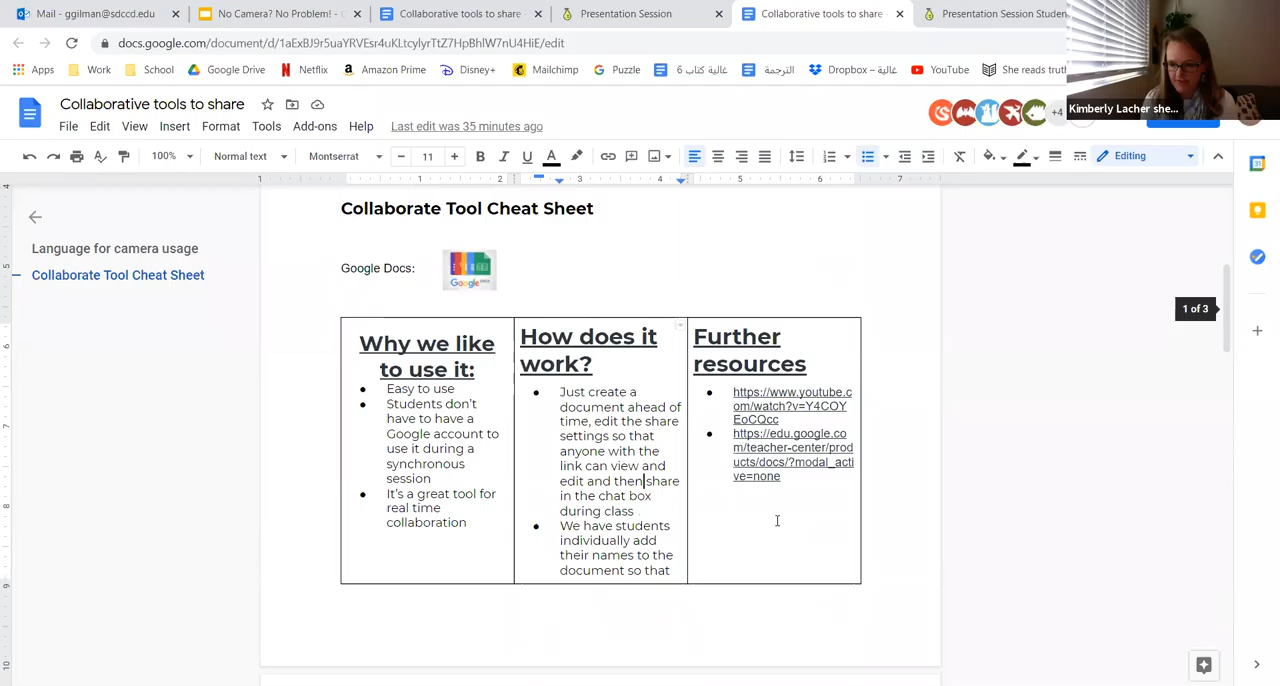 Mail - ggilman@sdccd.edu
No Camera? No Problem! -
Collaborative tools to share
Presentation Session
Collaborative tools to share
Presentation Session Studen
docs.google.com/document/d/1aExBJ9r5uaYRVEsr4uKLtcylyrTtZ7HpBhlW7nU4HiE/edit
Apps
Work
School
Google Drive
Netflix
Amazon Prime
Disney+
Mailchimp
Puzzle
غالية كتاب 6
الترجمة
Dropbox - غالية
YouTube
She reads truth
Kimberly Lacher she...
Collaborative tools to share
+4
File Edit View Insert Format Tools Add-ons Help Last edit was 35 minutes ago
100% Normal text Montserrat - 11 + B I U A Editing
1 1 2 3 4 5 6 7
Collaborate Tool Cheat Sheet
Language for camera usage
Collaborate Tool Cheat Sheet
Google Docs:
Google
1 of 3
Why we like
to use it:
Easy to use
Students don't
have to have a
Google account to
use it during a
synchronous
session
It's a great tool for
real time
collaboration
How does it
work?
Just create a
document ahead of
time, edit the share
settings so that
anyone with the
link can view and
edit and then share
in the chat box
during class
We have students
individually add
their names to the
document so that
Further
resources
https://www.youtube.c
om/watch?v=Y4COY
EoCQcc
https://edu.google.co
m/teacher-center/prod
ucts/docs/?modal_acti
ve=none